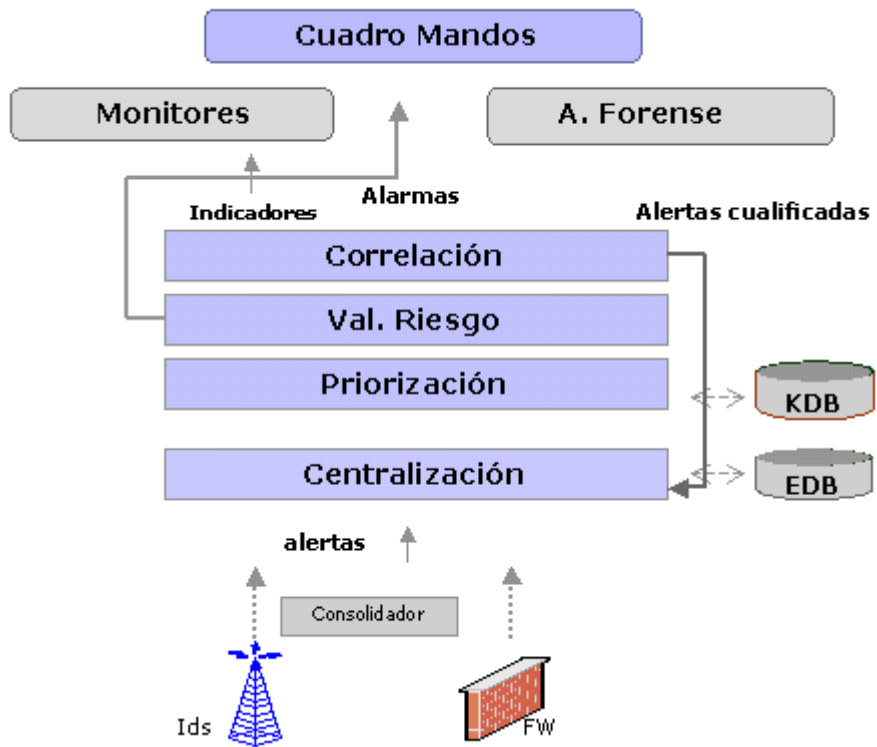 Cuadro Mandos
Monitores
A. Forense
Alarmas
Indicadores
Alertas cualificadas
Correlación
Val. Riesgo
Priorización
KDB
Centralización
EDB
alertas
Consolidador
Ids
FW